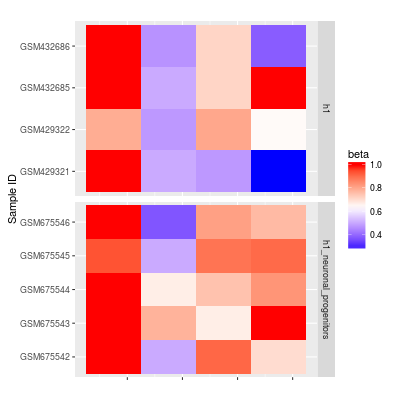 GSM432686
GSM432685
GSM429322
GSM429321
h1
GSM675546
GSM675545
GSM675544
GSM675543
GSM675542
h1_neuronal_progenitors
Sample ID
beta
1.0
0.8
0.6
0.4